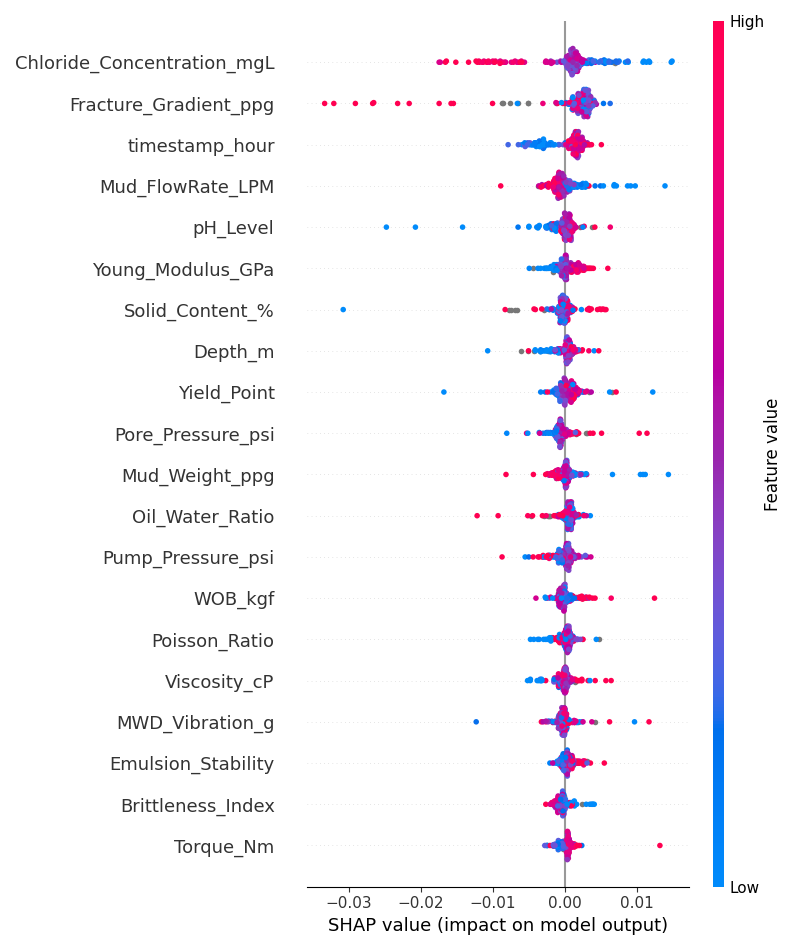 High
Chloride_Concentration_mgL
Fracture_Gradient_ppg
timestamp_hour
Mud_FlowRate_LPM
pH_Level
Young_Modulus_GPa
Solid_Content_%
Depth_m
Yield_Point
Pore_Pressure_psi
Mud_Weight_ppg
Oil_Water_Ratio
Pump_Pressure_psi
WOB_kgf
Poisson_Ratio
Viscosity_cP
MWD_Vibration_g
Emulsion_Stability
Brittleness_Index
Torque_Nm
Feature value
Low
−0.03 −0.02 −0.01 0.00 0.01
SHAP value (impact on model output)